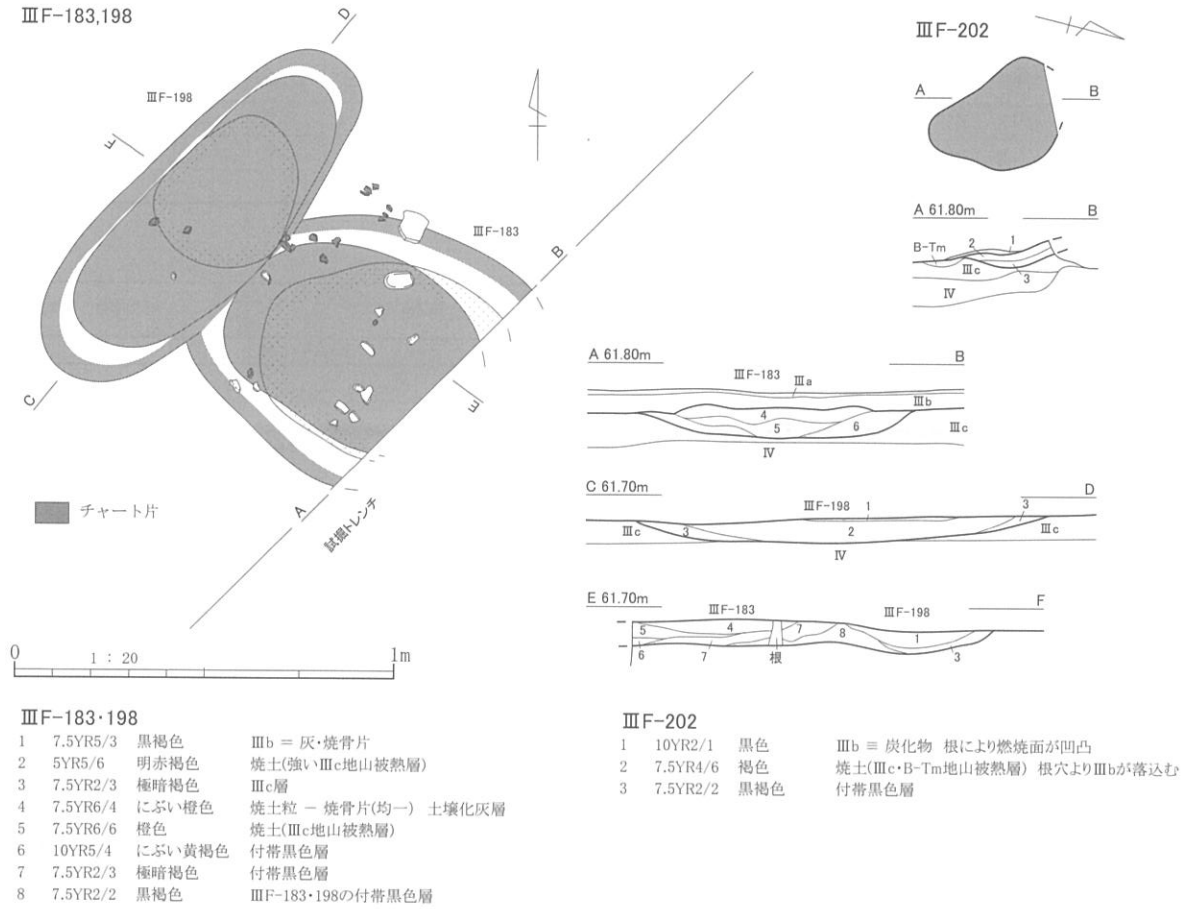 ⅢF-183,198
D
ⅢF-198
F
ⅢF-183
B
C
E
A
試掘トレンチ
チャート片
0 1 : 20 1m
ⅢF-202
A B
A 61.80m B
B-Tm 2 1
Ⅲc 3
Ⅳ
A 61.80m B
ⅢF-183 Ⅲa
Ⅲb
4
5 6 Ⅲc
Ⅳ
C 61.70m D
ⅢF-198 1 3
Ⅲc 3 2 Ⅲc
Ⅳ
E 61.70m F
ⅢF-183 ⅢF-198
5 4 7 8 1
6 7 根 3
ⅢF-183・198
1 7.5YR5/3 黒褐色 Ⅲb = 灰・焼骨片
2 5YR5/6 明赤褐色 焼土(強いⅢc地山被熱層)
3 7.5YR2/3 極暗褐色 Ⅲc層
4 7.5YR6/4 にぶい橙色 焼土粒 － 焼骨片(均一) 土壌化灰層
5 7.5YR6/6 橙色 焼土(Ⅲc地山被熱層)
6 10YR5/4 にぶい黄褐色 付帯黒色層
7 7.5YR2/3 極暗褐色 付帯黒色層
8 7.5YR2/2 黒褐色 ⅢF-183・198の付帯黒色層
ⅢF-202
1 10YR2/1 黒色 Ⅲb ≡ 炭化物 根により燃焼面が凹凸
2 7.5YR4/6 褐色 焼土(Ⅲc・B-Tm地山被熱層) 根穴よりⅢbが落込む
3 7.5YR2/2 黒褐色 付帯黒色層